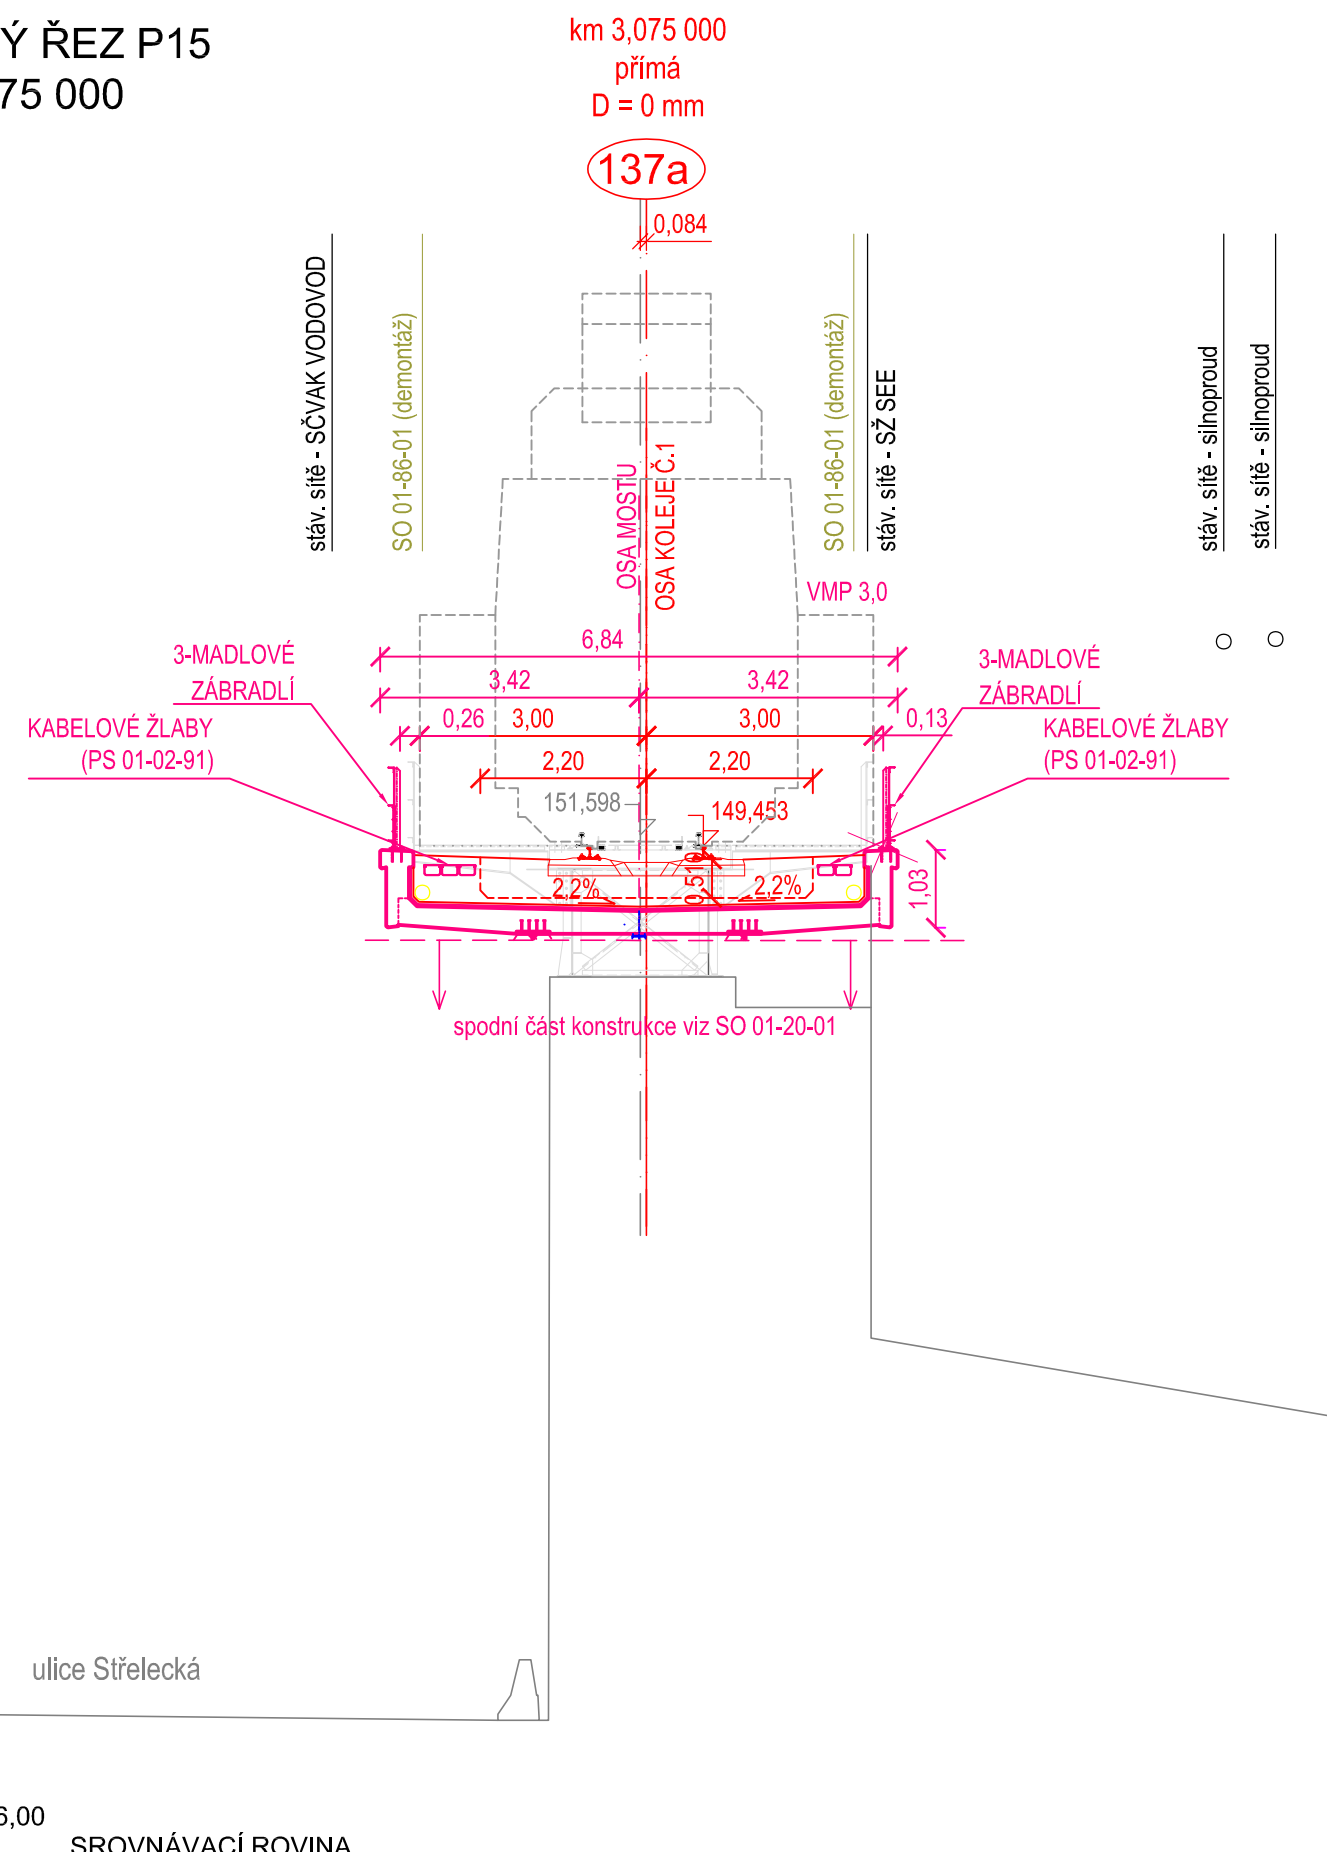 Ý ŘEZ P15
75 000
km 3,075 000
přímá
D = 0 mm
137a
0,084
stáv. sítě - SČVAK VODOVOD
SO 01-86-01 (demontáž)
OSA MOSTU
OSA KOLEJE Č.1
SO 01-86-01 (demontáž)
stáv. sítě - SŽ SEE
stáv. sítě - silnoproud
stáv. sítě - silnoproud
VMP 3,0
6,84
3-MADLOVÉ
ZÁBRADLÍ
3-MADLOVÉ
ZÁBRADLÍ
3,42
3,42
KABELOVÉ ŽLABY
(PS 01-02-91)
0,26
3,00
3,00
0,13
KABELOVÉ ŽLABY
(PS 01-02-91)
2,20
2,20
151,598
149,453
0,519
2,2%
2,2%
1,03
spodní část konstrukce viz SO 01-20-01
ulice Střelecká
6,00
SROVNÁVACÍ ROVINA